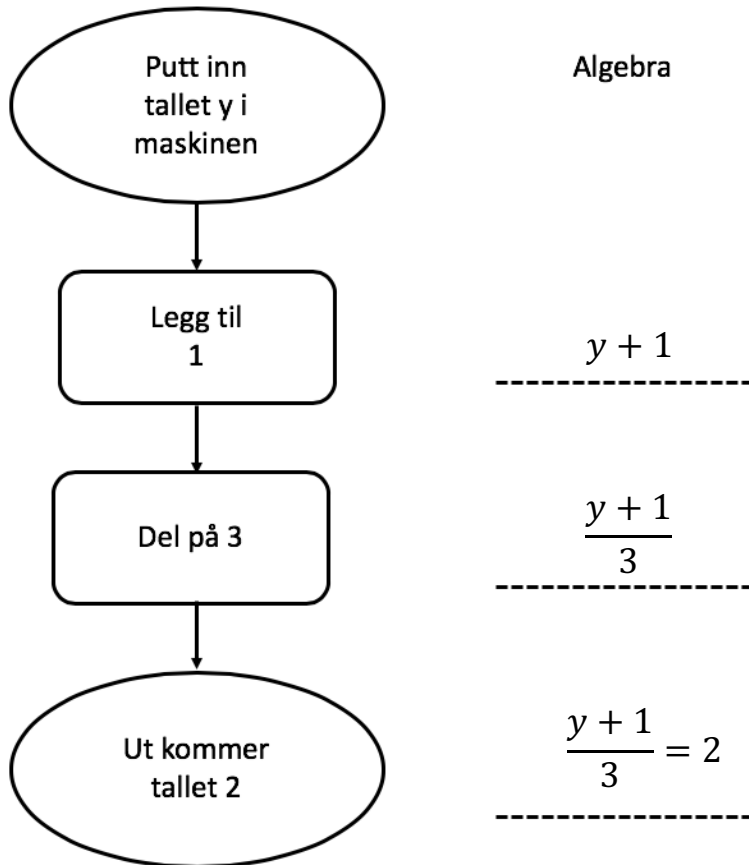 Putt inn
tallet y i
maskinen
Algebra
Legg til
1
y + 1
Del på 3
y + 1
3
Ut kommer
tallet 2
y + 1
3 = 2